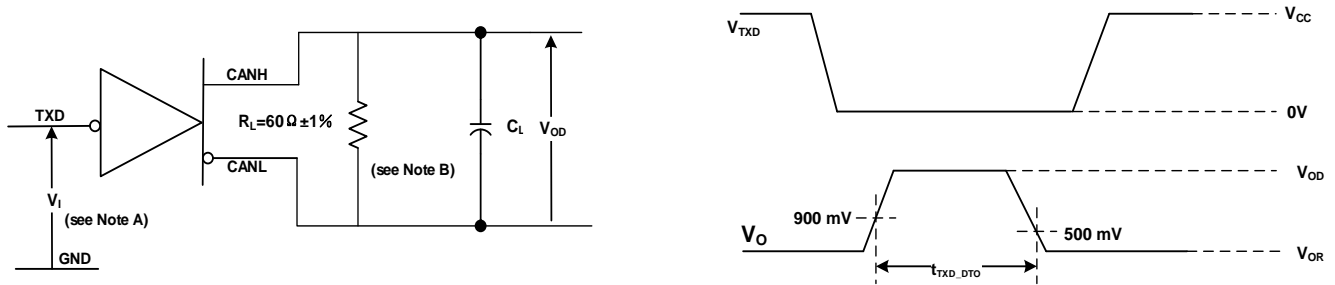 CANH
TXD
R_L=60 Ω ±1%
C_L
V_OD
CANL
(see Note B)
V_I
(see Note A)
GND
V_TXD
V_CC
0V
V_OD
900 mV
500 mV
V_O
V_OR
t_TXD_DTO